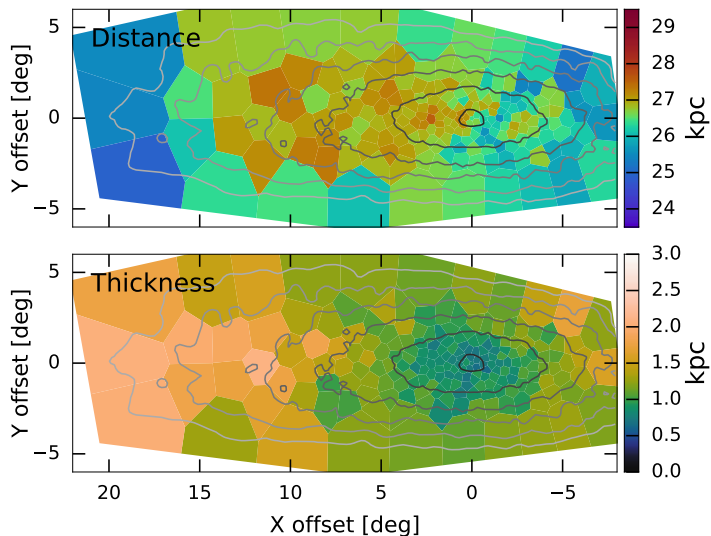 Distance
Y offset [deg]
5
0
−5
29
28
27
26
25
24
kpc
Thickness
Y offset [deg]
5
0
−5
3.0
2.5
2.0
1.5
1.0
0.5
0.0
kpc
20 15 10 5 0 −5
X offset [deg]